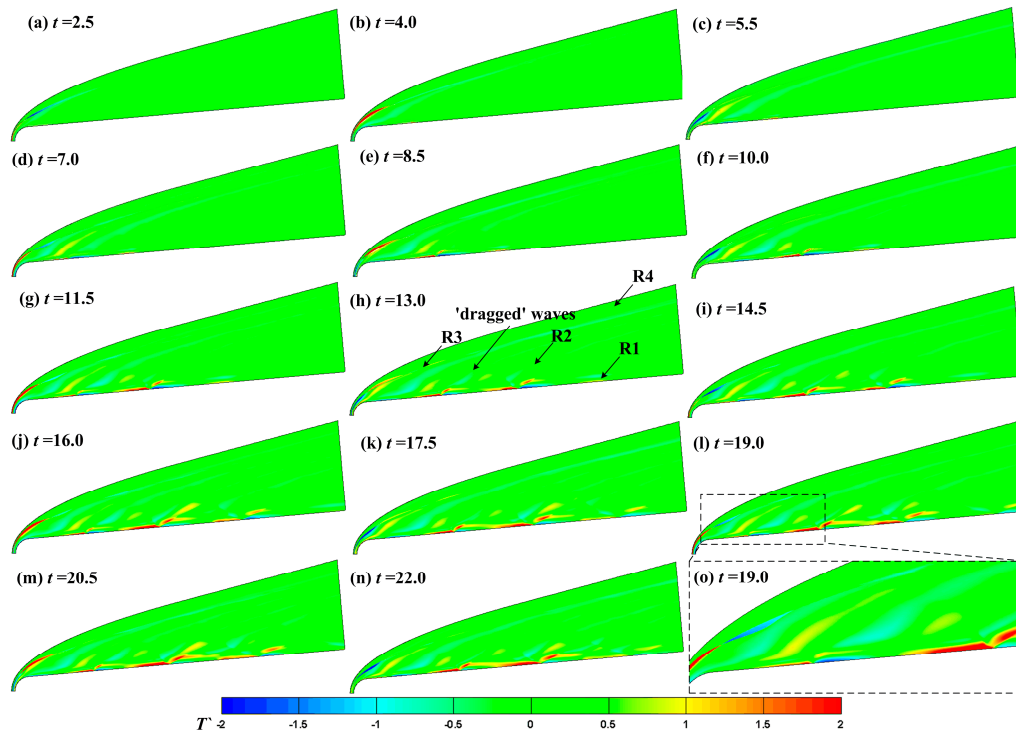 (a) t =2.5
(b) t =4.0
(c) t =5.5
(d) t =7.0
(e) t =8.5
(f) t =10.0
(g) t =11.5
(h) t =13.0
R4
'dragged' waves
R3
R2
R1
(i) t =14.5
(j) t =16.0
(k) t =17.5
(l) t =19.0
(m) t =20.5
(n) t =22.0
(o) t =19.0
T` -2 -1.5 -1 -0.5 0 0.5 1 1.5 2